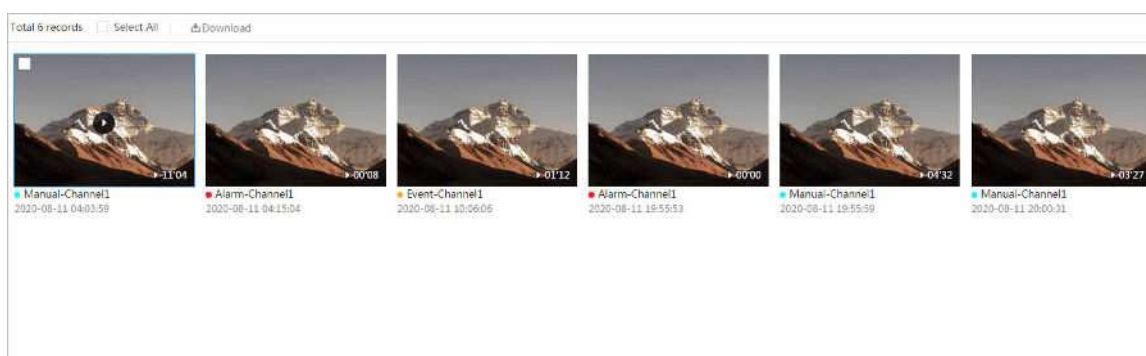 Total 6 records Select All Download
11'04 00'08 01'12 00'00 04'32 03'27
Manual-Channel1 Alarm-Channel1 Event-Channel1 Alarm-Channel1 Manual-Channel1 Manual-Channel1
2020-08-11 04:03:59 2020-08-11 04:15:04 2020-08-11 10:06:06 2020-08-11 19:55:53 2020-08-11 19:55:59 2020-08-11 20:00:31